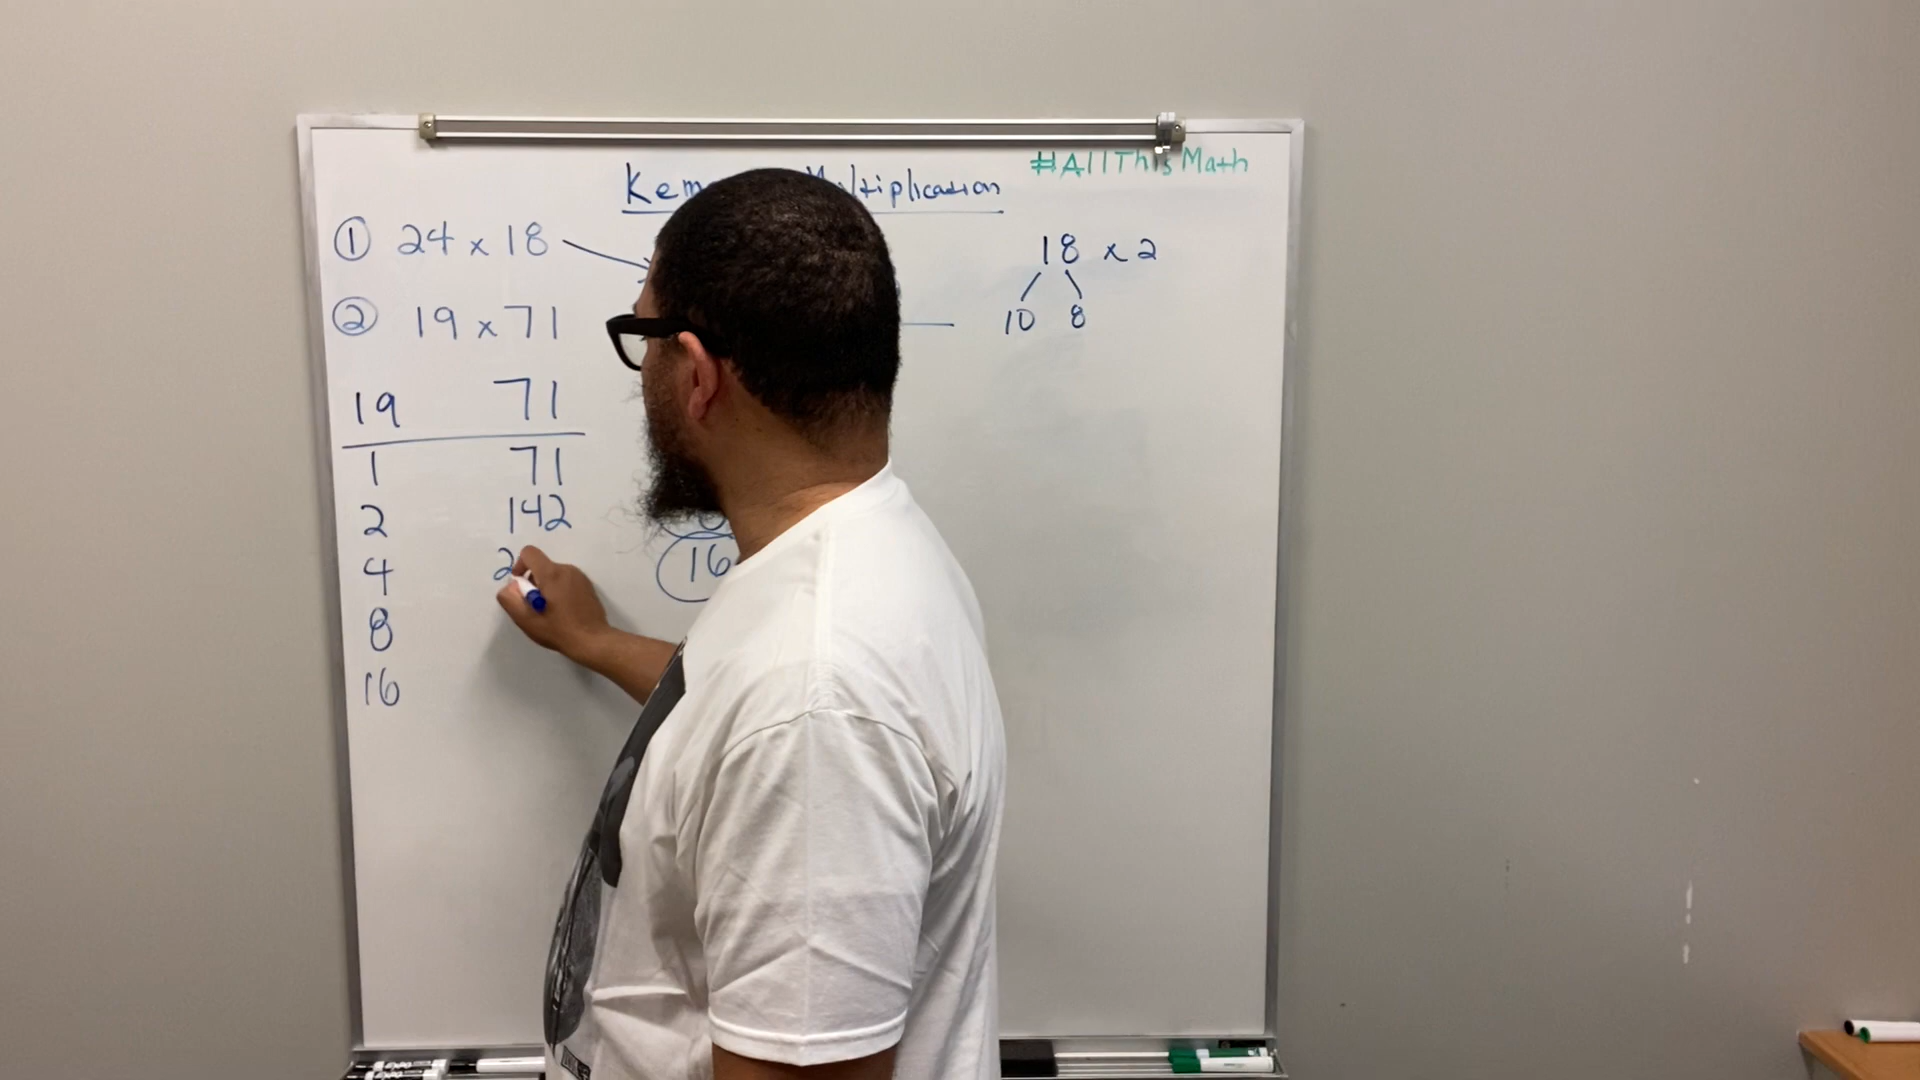 Multiplication
#AllThisMath
① 24 x 18
② 19 x 71
19 71
1 71
2 142
4 2
8
16
16
18 x 2
10 8
EXPO